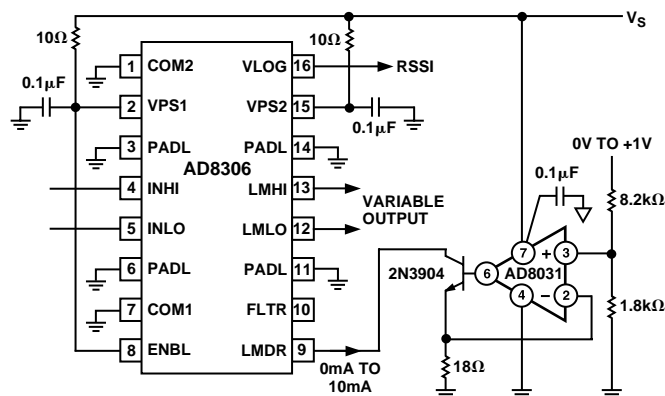 VS
10Ω
10Ω
1 COM2 VLOG 16 RSSI
0.1µF
2 VPS1 VPS2 15
0.1µF
3 PADL PADL 14
AD8306
0V TO +1V
0.1µF
8.2kΩ
4 INHI LMHI 13
VARIABLE
OUTPUT
5 INLO LMLO 12
7 + 3
6 PADL PADL 11
2N3904 6 AD8031
4 – 2
1.8kΩ
7 COM1 FLTR 10
8 ENBL LMDR 9
0mA TO
10mA
18Ω